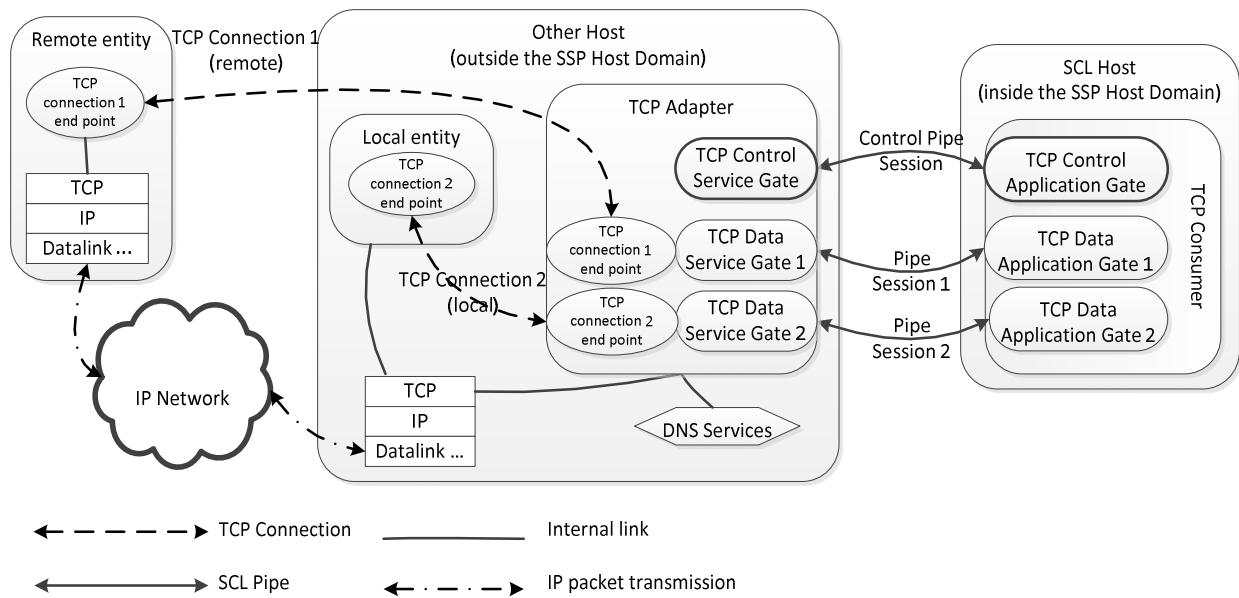 Remote entity
TCP
connection 1
end point
TCP
IP
Datalink ...
TCP Connection 1
(remote)
IP Network
Other Host
(outside the SSP Host Domain)
Local entity
TCP
connection 2
end point
TCP Connection 2
(local)
TCP
IP
Datalink ...
TCP Adapter
TCP Control
Service Gate
TCP
connection 1
end point
TCP Data
Service Gate 1
TCP
connection 2
end point
TCP Data
Service Gate 2
DNS Services
Control Pipe
Session
Pipe
Session 1
Pipe
Session 2
SCL Host
(inside the SSP Host Domain)
TCP Control
Application Gate
TCP Data
Application Gate 1
TCP Data
Application Gate 2
TCP Consumer
TCP Connection
Internal link
SCL Pipe
IP packet transmission